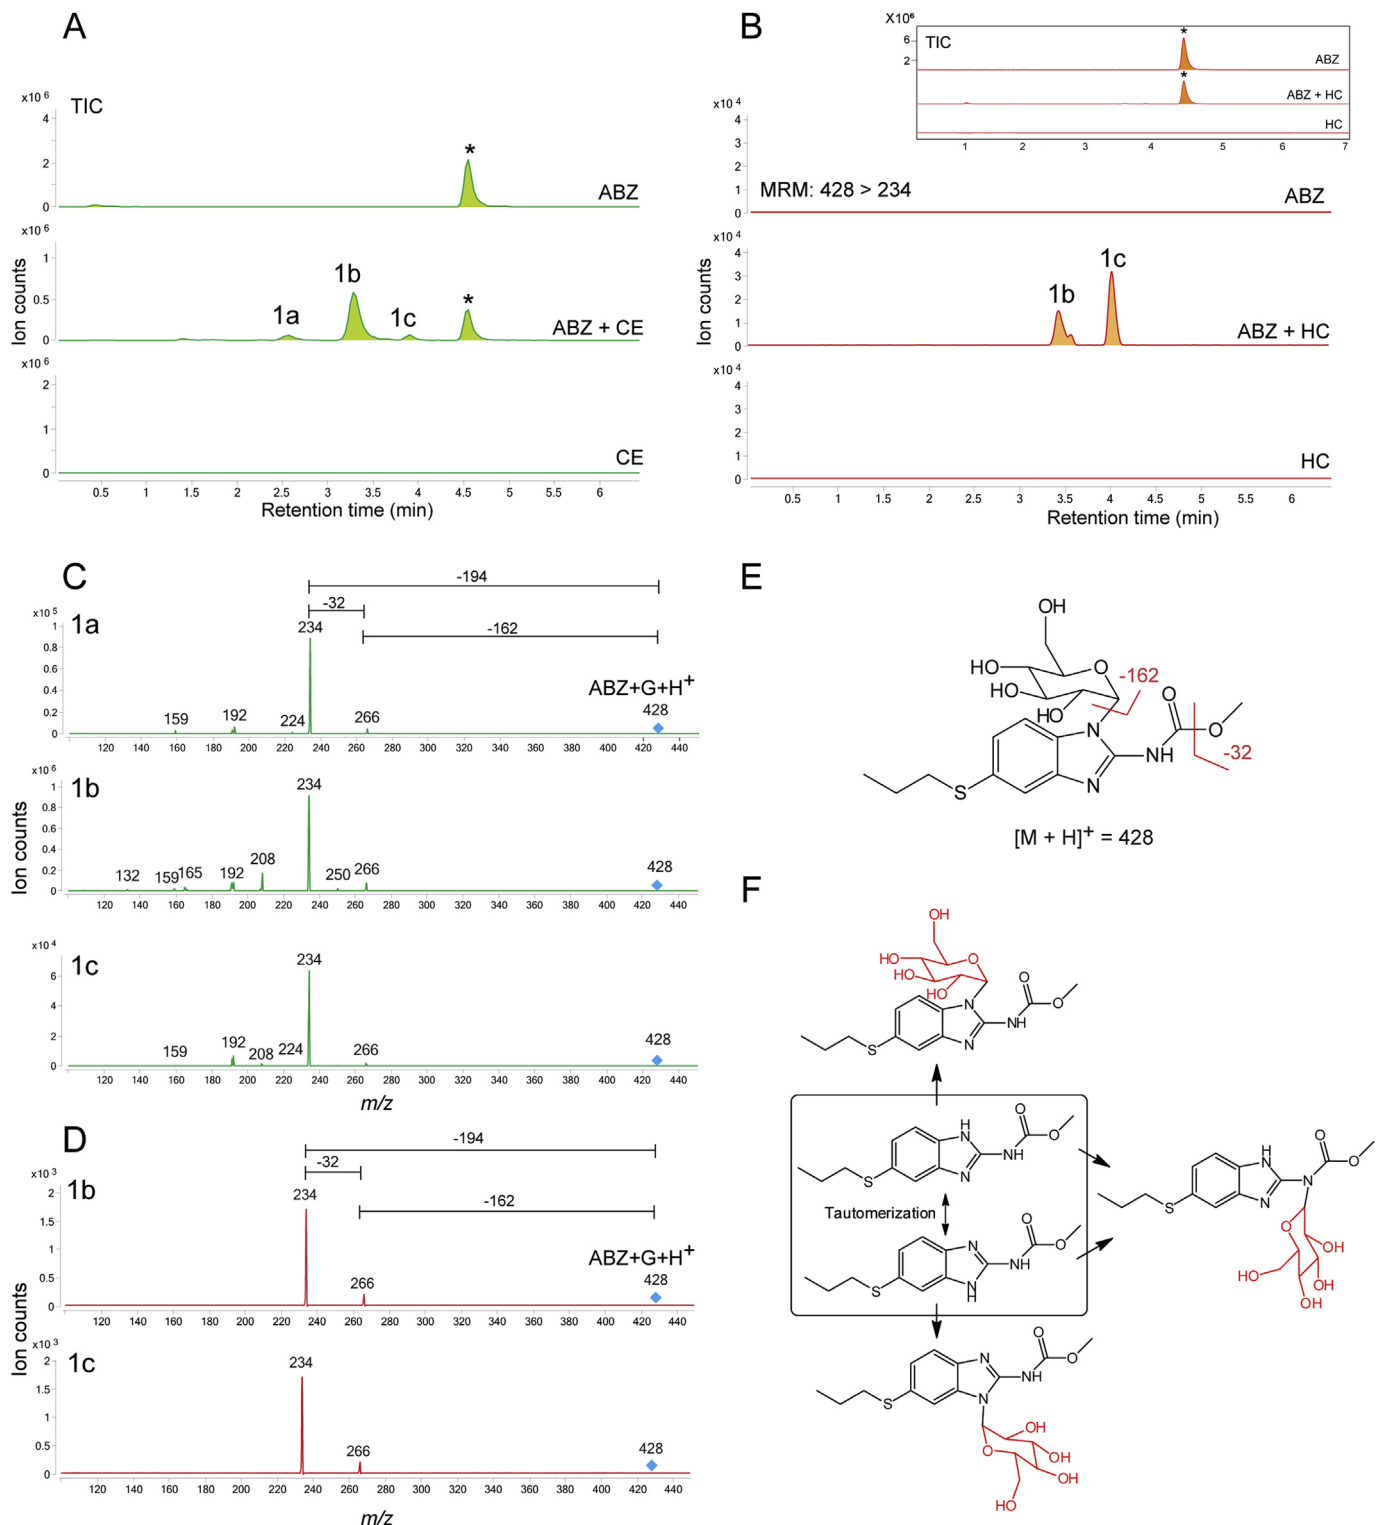 A
x10 6
TIC
4
2
0
*
ABZ
x10 6
1
0.5
0
1a
1b
1c
*
ABZ + CE
x10 6
2
1
0
CE
Ion counts
0.5 1 1.5 2 2.5 3 3.5 4 4.5 5 5.5 6
Retention time (min)
B
X10⁶
TIC
6
2
*
ABZ
*
ABZ + HC
HC
1 2 3 4 5 6 7
x10 4
4
3
2
1
0
MRM: 428 > 234
ABZ
x10 4
4
3
2
1
0
1b
1c
ABZ + HC
x10 4
4
3
2
1
0
HC
Ion counts
0.5 1 1.5 2 2.5 3 3.5 4 4.5 5 5.5 6
Retention time (min)
C
-194
-32
-162
x10 5
1a
1
0.8
0.6
0.4
0.2
0
159 192 224 234 266
ABZ+G+H⁺
428
120 140 160 180 200 220 240 260 280 300 320 340 360 380 400 420 440
x10 6
1b
1
0.8
0.6
0.4
0.2
0
132 159 165 192 208 234 250 266 428
120 140 160 180 200 220 240 260 280 300 320 340 360 380 400 420 440
x10 4
1c
6
4
2
0
159 192 208 224 234 266 428
120 140 160 180 200 220 240 260 280 300 320 340 360 380 400 420 440
Ion counts
m/z
D
-194
-32
-162
x10 3
1b
2
1.5
1
0.5
0
234 266
ABZ+G+H⁺
428
120 140 160 180 200 220 240 260 280 300 320 340 360 380 400 420 440
x10 3
1c
2
1.5
1
0.5
0
234 266 428
120 140 160 180 200 220 240 260 280 300 320 340 360 380 400 420 440
Ion counts
m/z
E
OH
HO O -162
HO O
HO N O
NH -32
S N
[M + H]⁺ = 428
F
OH
HO O
HO O
HO N O
NH
S N
H O
N O
NH
S N
Tautomerization
O
N O
NH
S N
H
H O
N O
N
S N
O
OH
HO OH
OH
O
N O
NH
S N
OH
O OH
OH
HO